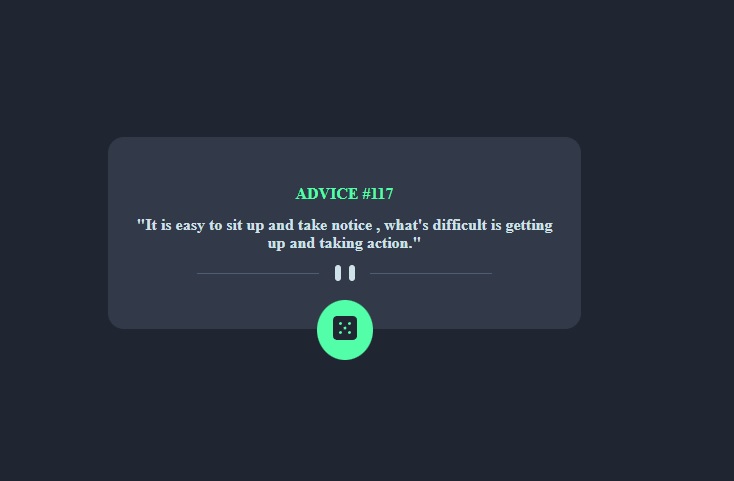 ADVICE #117
"It is easy to sit up and take notice , what's difficult is getting
up and taking action."